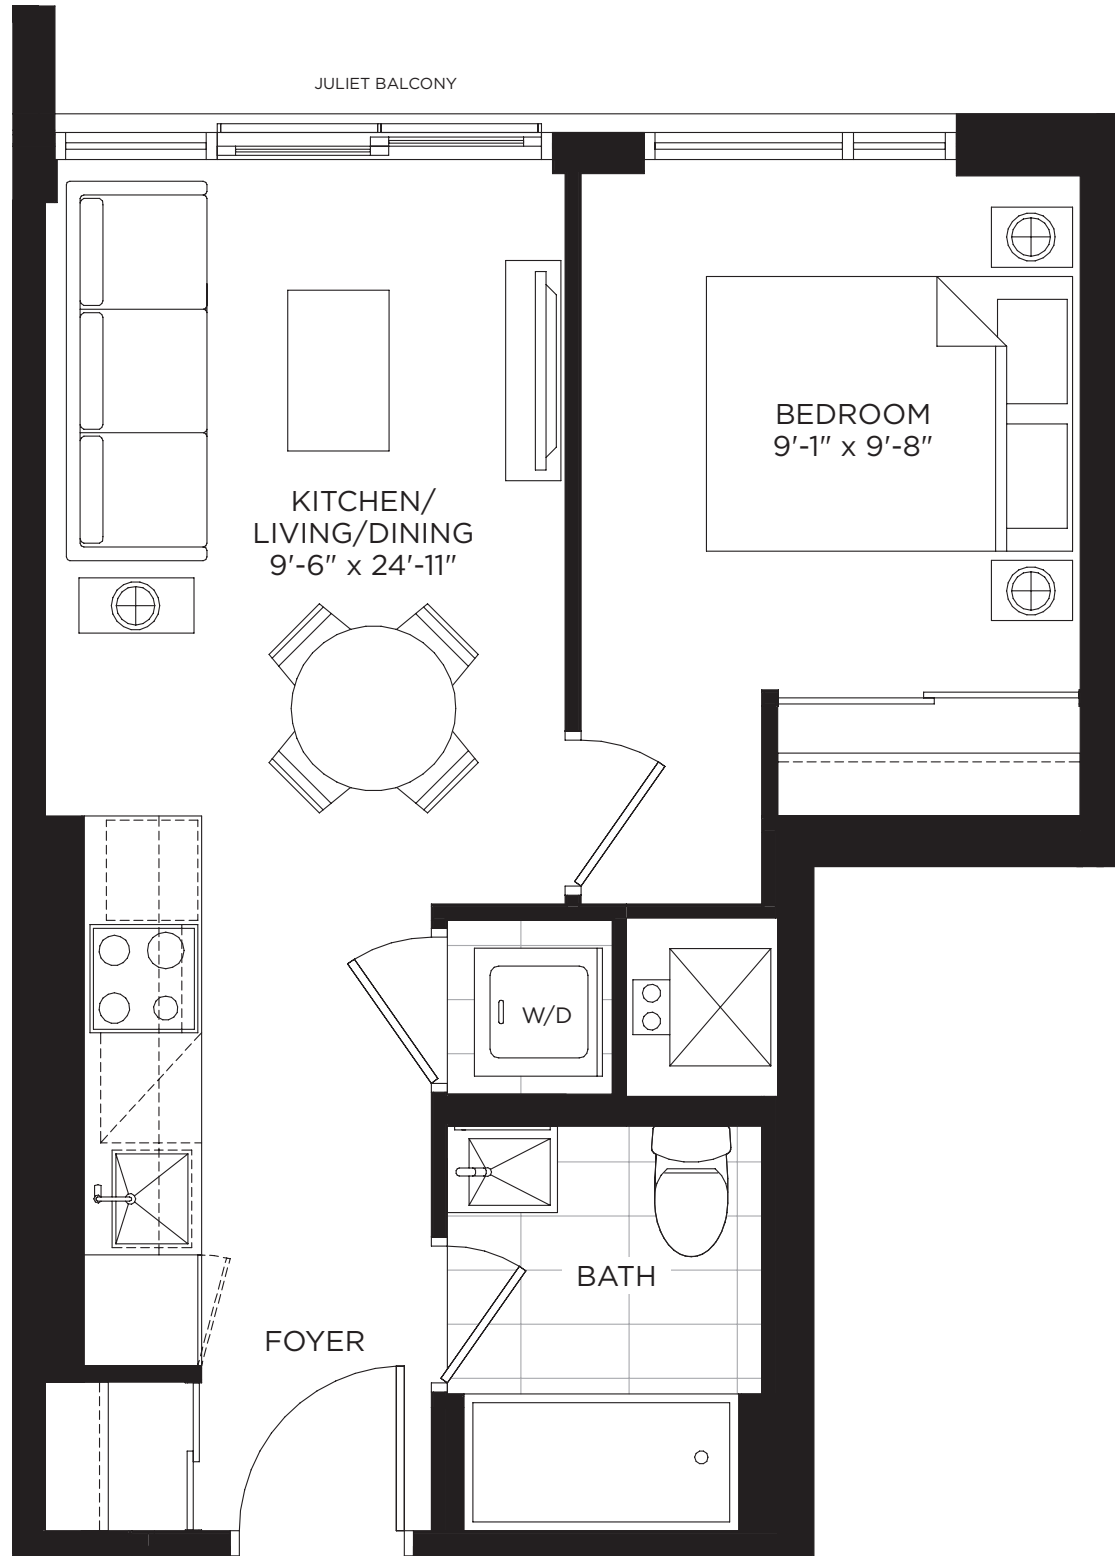 JULIET BALCONY
BEDROOM
9'-1" x 9'-8"
KITCHEN/
LIVING/DINING
9'-6" x 24'-11"
W/D
BATH
FOYER